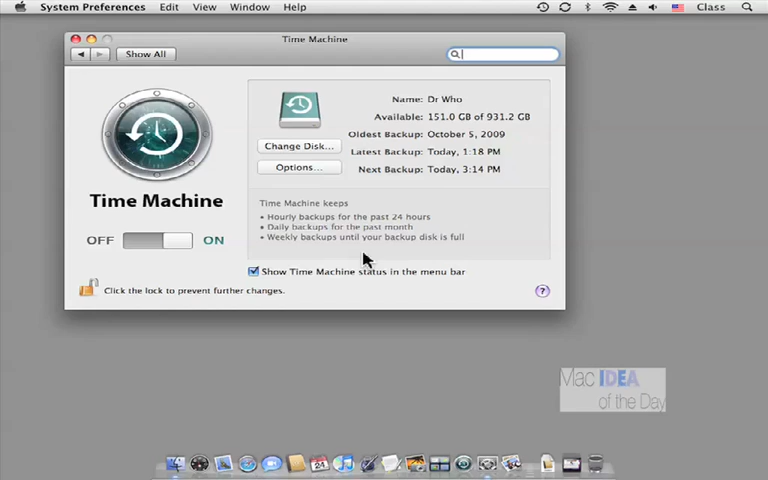 System Preferences Edit View Window Help Class
Time Machine
Show All
Name: Dr Who
Available: 151.0 GB of 931.2 GB
Oldest Backup: October 5, 2009
Latest Backup: Today, 1:18 PM
Next Backup: Today, 3:14 PM
Change Disk...
Options...
Time Machine
OFF ON
Time Machine keeps
• Hourly backups for the past 24 hours
• Daily backups for the past month
• Weekly backups until your backup disk is full
Show Time Machine status in the menu bar
Click the lock to prevent further changes.
?
Mac IDEA
of the Day
24